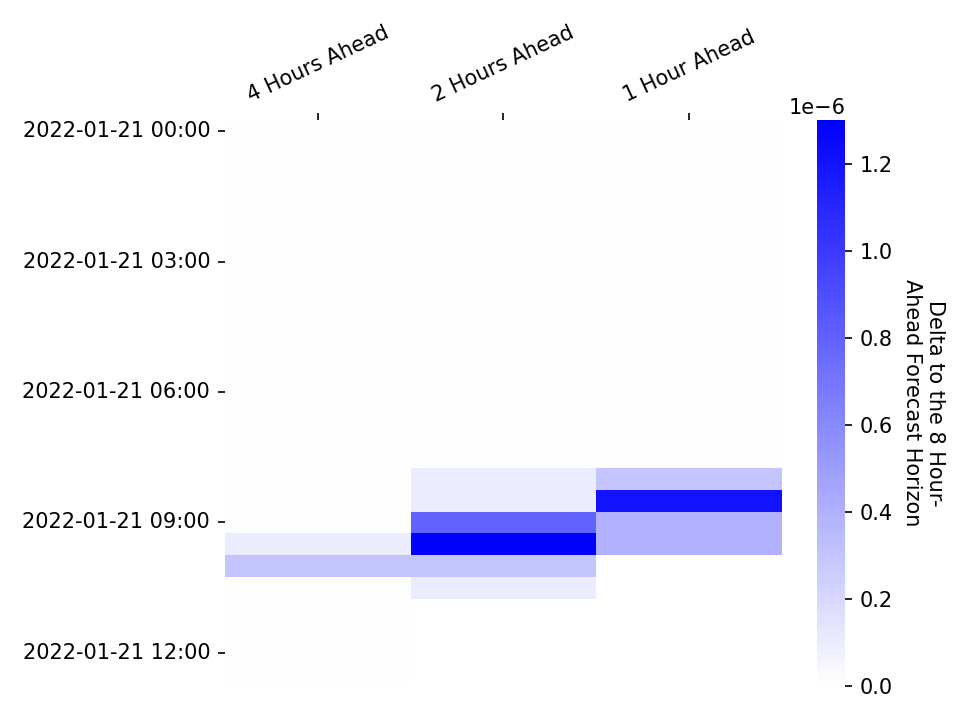 4 Hours Ahead
2 Hours Ahead
1 Hour Ahead
1e−6
2022-01-21 00:00
2022-01-21 03:00
2022-01-21 06:00
2022-01-21 09:00
2022-01-21 12:00
1.2
1.0
0.8
0.6
0.4
0.2
0.0
Delta to the 8 Hour-
Ahead Forecast Horizon